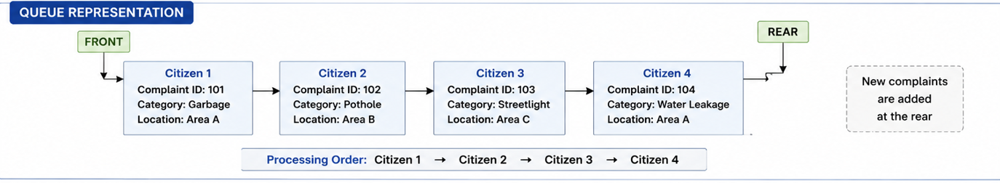 QUEUE REPRESENTATION
FRONT
REAR
Citizen 1
Complaint ID: 101
Category: Garbage
Location: Area A
Citizen 2
Complaint ID: 102
Category: Pothole
Location: Area B
Citizen 3
Complaint ID: 103
Category: Streetlight
Location: Area C
Citizen 4
Complaint ID: 104
Category: Water Leakage
Location: Area A
New complaints
are added
at the rear
Processing Order: Citizen 1 → Citizen 2 → Citizen 3 → Citizen 4